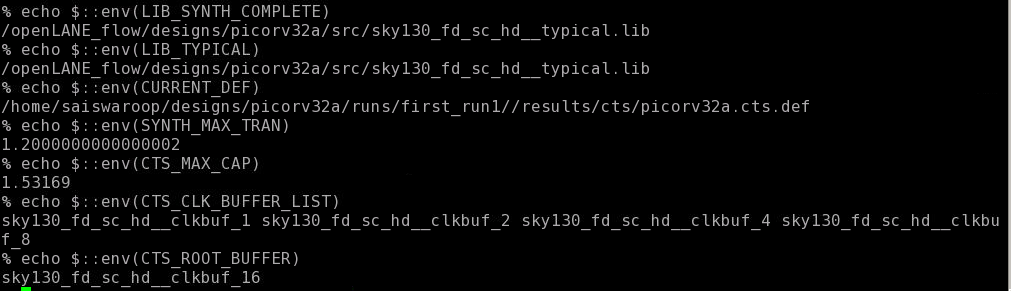 % echo $::env(LIB_SYNTH_COMPLETE)
/openLANE_flow/designs/picorv32a/src/sky130_fd_sc_hd__typical.lib
% echo $::env(LIB_TYPICAL)
/openLANE_flow/designs/picorv32a/src/sky130_fd_sc_hd__typical.lib
% echo $::env(CURRENT_DEF)
/home/saiswaroop/designs/picorv32a/runs/first_run1//results/cts/picorv32a.cts.def
% echo $::env(SYNTH_MAX_TRAN)
1.2000000000000002
% echo $::env(CTS_MAX_CAP)
1.53169
% echo $::env(CTS_CLK_BUFFER_LIST)
sky130_fd_sc_hd__clkbuf_1 sky130_fd_sc_hd__clkbuf_2 sky130_fd_sc_hd__clkbuf_4 sky130_fd_sc_hd__clkbu
f_8
% echo $::env(CTS_ROOT_BUFFER)
sky130_fd_sc_hd__clkbuf_16